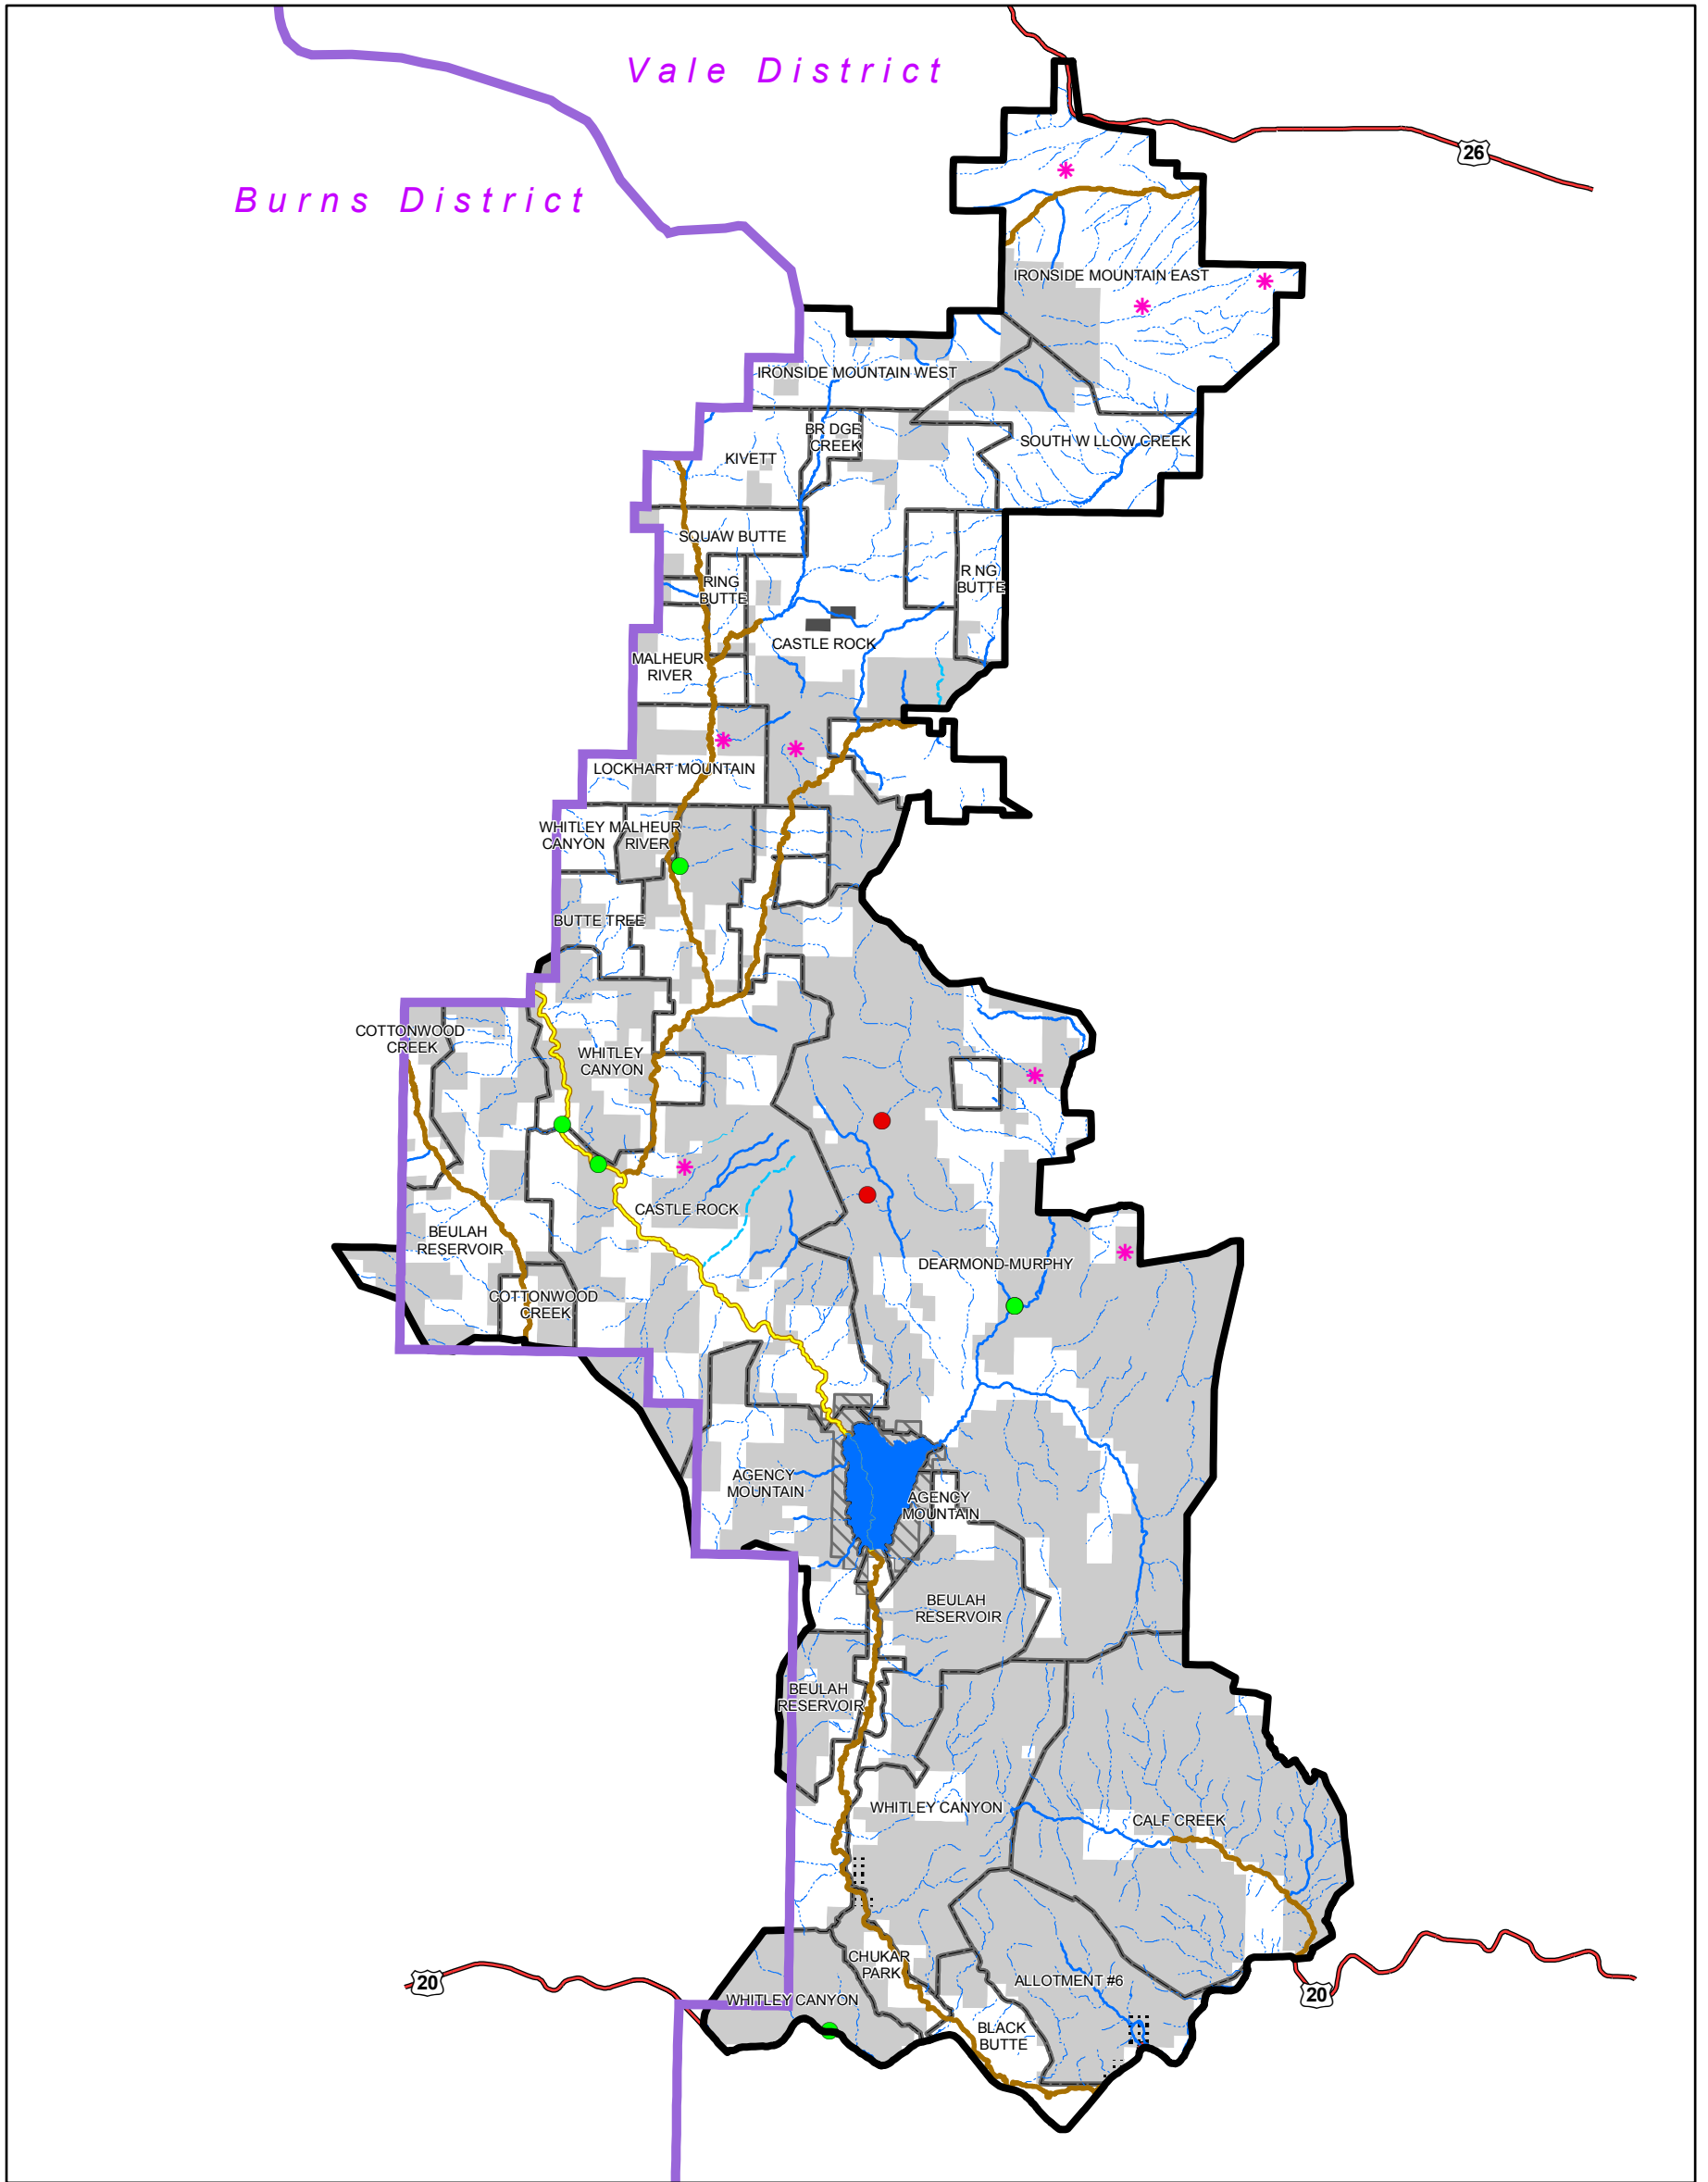 Vale District
26
Burns District
IRONSIDE MOUNTAIN EAST
IRONSIDE MOUNTAIN WEST
BR DGE
CREEK
SOUTH W LLOW CREEK
KIVETT
SQUAW BUTTE
R NG
BUTTE
RING
BUTTE
CASTLE ROCK
MALHEUR
RIVER
LOCKHART MOUNTAIN
WHITLEY
CANYON
MALHEUR
RIVER
BUTTE TREE
COTTONWOOD
CREEK
WHITLEY
CANYON
CASTLE ROCK
BEULAH
RESERVOIR
DEARMOND-MURPHY
COTTONWOOD
CREEK
AGENCY
MOUNTAIN
AGENCY
MOUNTAIN
BEULAH
RESERVOIR
BEULAH
RESERVOIR
WHITLEY CANYON
CALF CREEK
CHUKAR
PARK
ALLOTMENT #6
20
20
WHITLEY CANYON
BLACK
BUTTE